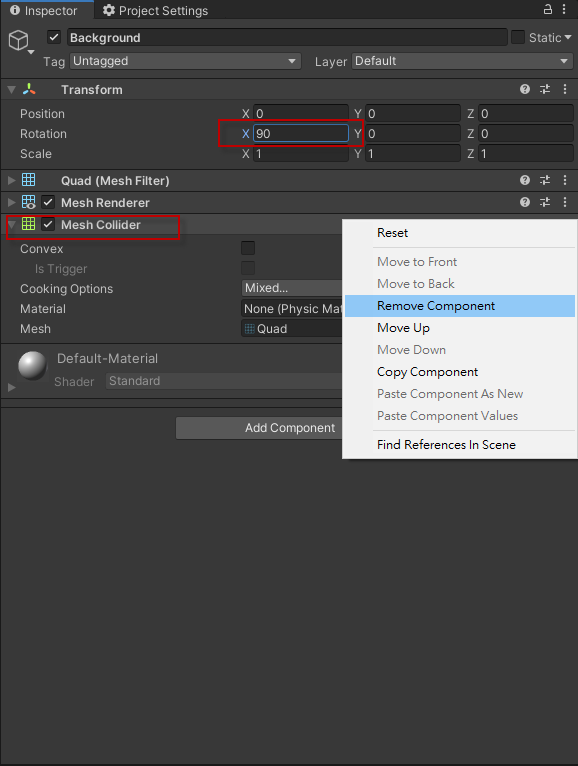 Inspector Project Settings
Background Static
Tag Untagged Layer Default
Transform
Position X 0 Y 0 Z 0
Rotation X 90 Y 0 Z 0
Scale X 1 Y 1 Z 1
Quad (Mesh Filter)
Mesh Renderer
Mesh Collider
Convex
Is Trigger
Cooking Options Mixed...
Material None (Physic Mat
Mesh Quad
Default-Material
Shader Standard
Add Component
Reset
Move to Front
Move to Back
Remove Component
Move Up
Move Down
Copy Component
Paste Component As New
Paste Component Values
Find References In Scene